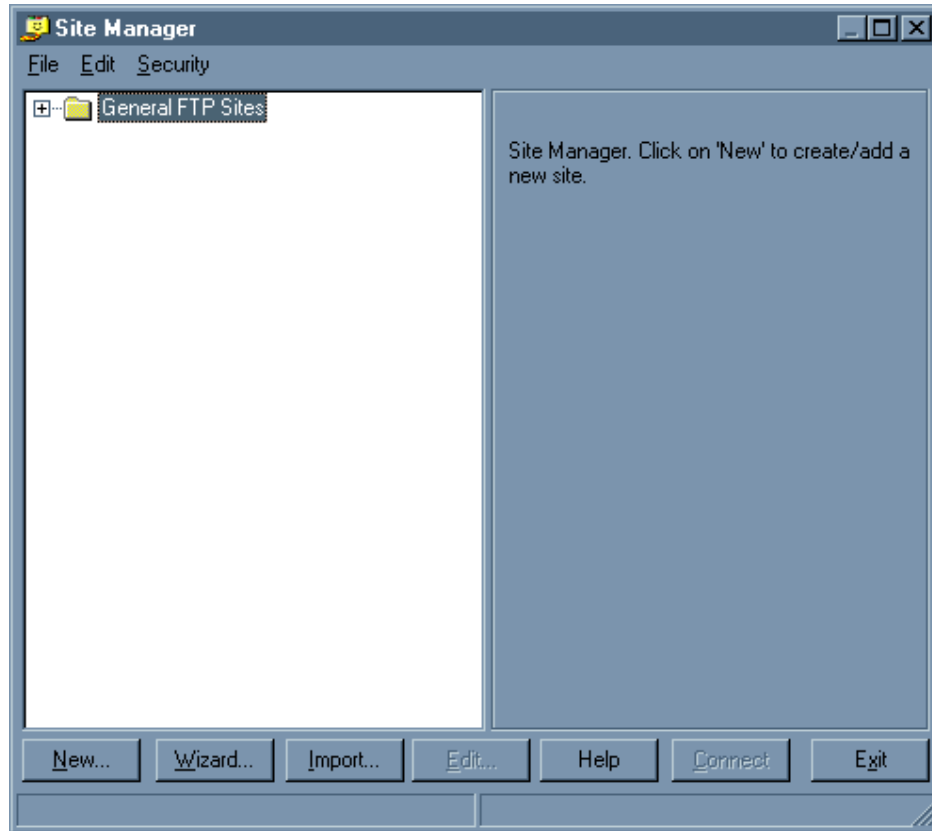 Site Manager
File Edit Security
General FTP Sites
Site Manager. Click on 'New' to create/add a
new site.
New... Wizard... Import... Edit... Help Connect Exit